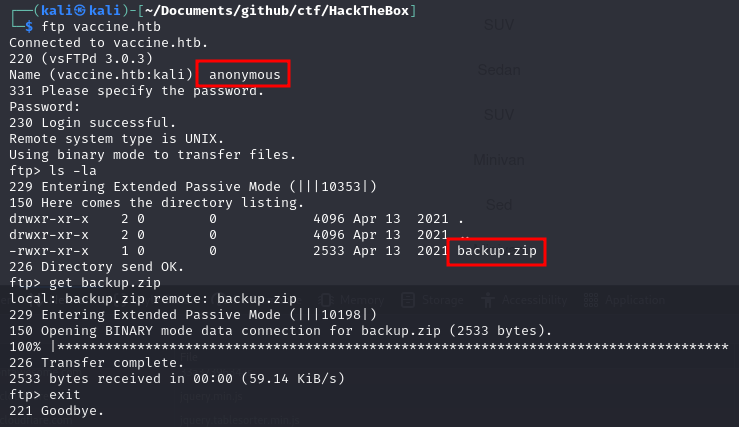 ┌──(kali㉿kali)-[~/Documents/github/ctf/HackTheBox]
└─$ ftp vaccine.htb
Connected to vaccine.htb.
220 (vsFTPd 3.0.3)
Name (vaccine.htb:kali) anonymous
331 Please specify the password.
Password:
230 Login successful.
Remote system type is UNIX.
Using binary mode to transfer files.
ftp> ls -la
229 Entering Extended Passive Mode (|||10353|)
150 Here comes the directory listing.
drwxr-xr-x    2 0        0            4096 Apr 13  2021 .
drwxr-xr-x    2 0        0            4096 Apr 13  2021 ..
-rwxr-xr-x    1 0        0            2533 Apr 13  2021 backup.zip
226 Directory send OK.
ftp> get backup.zip
local: backup.zip remote: backup.zip
229 Entering Extended Passive Mode (|||10198|)
150 Opening BINARY mode data connection for backup.zip (2533 bytes).
100% |***********************************************************************************
226 Transfer complete.
2533 bytes received in 00:00 (59.14 KiB/s)
ftp> exit
221 Goodbye.
SUV
Sedan
SUV
Minivan
Sed
Memory
Storage
Accessibility
Application